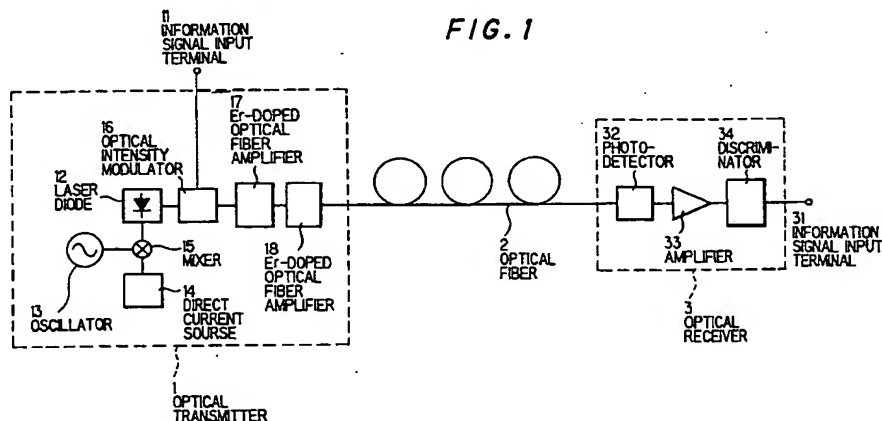 FIG. 1
11
INFORMATION
SIGNAL INPUT
TERMINAL
16
OPTICAL
INTENSITY
MODULATOR
17
Er-DOPED
OPTICAL
FIBER
AMPLIFIER
12
LASER
DIODE
15
MIXER
18
Er-DOPED
OPTICAL
FIBER
AMPLIFIER
13
OSCILLATOR
14
DIRECT
CURRENT
SOURSE
1
OPTICAL
TRANSMITTER
2
OPTICAL
FIBER
32
PHOTO-
DETECTOR
34
DISCRIMI-
NATOR
33
AMPLIFIER
31
INFORMATION
SIGNAL INPUT
TERMINAL
3
OPTICAL
RECEIVER